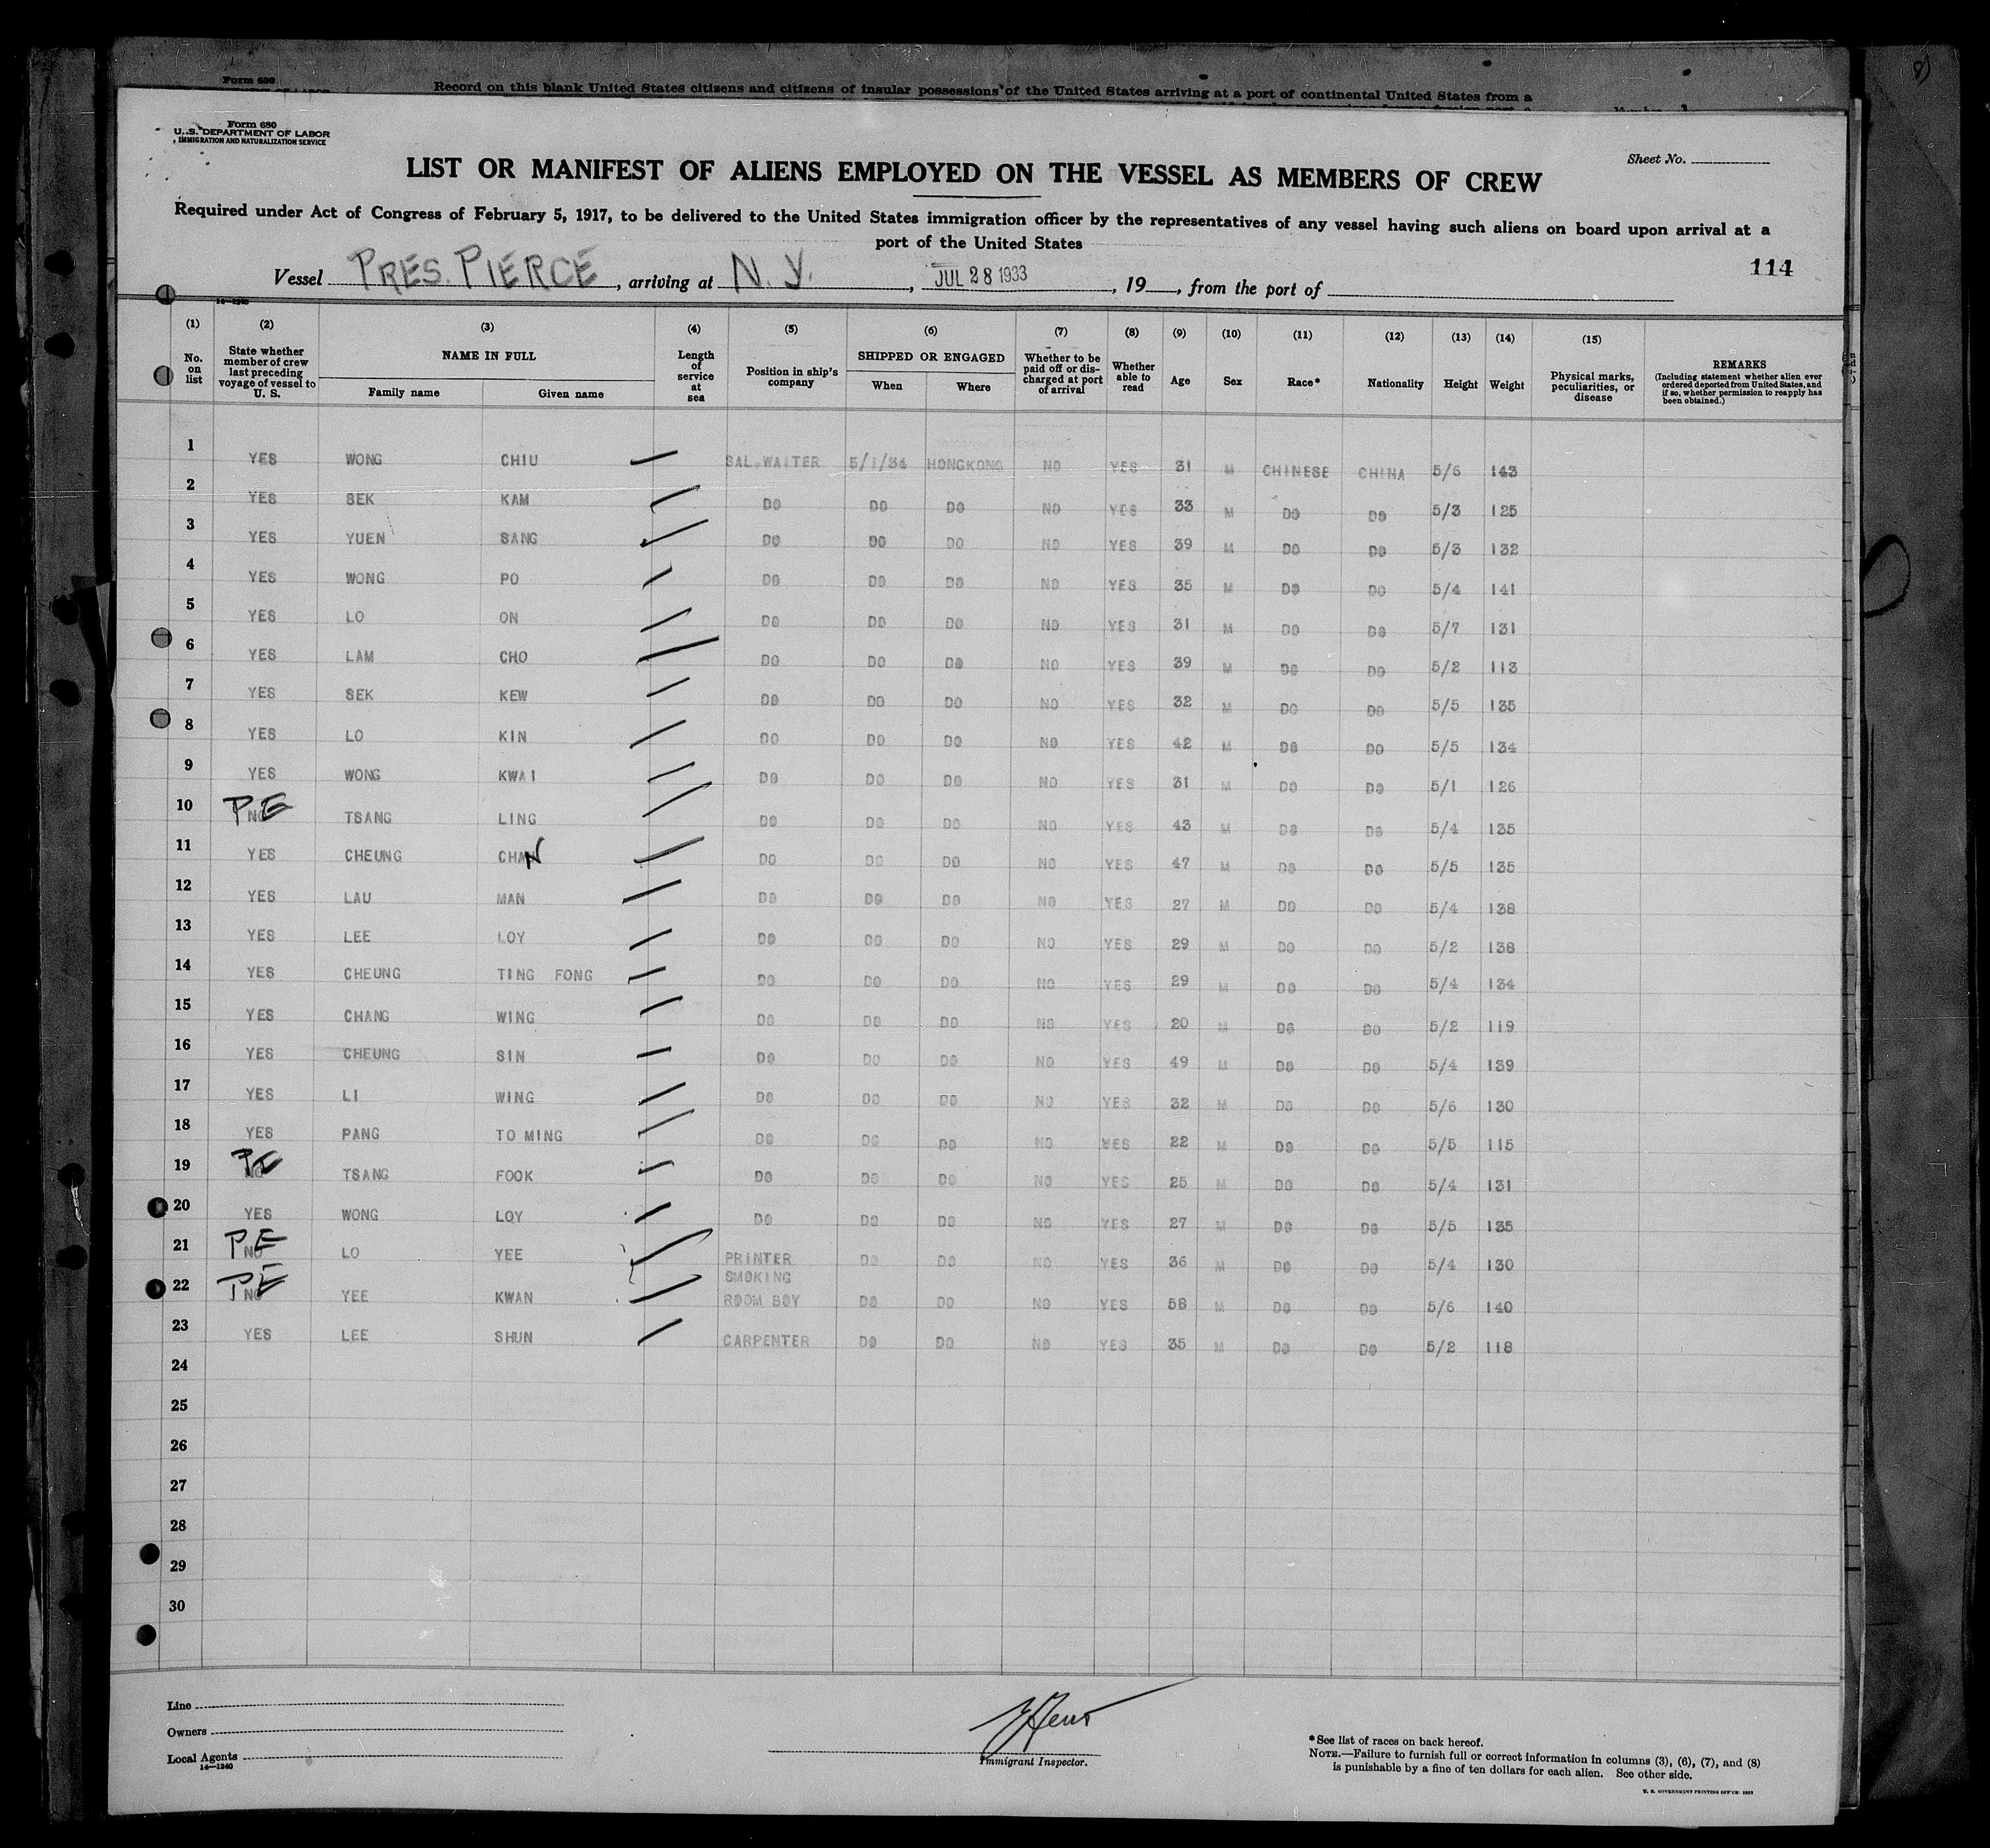 Form 630
Record on this blank United States citizens and citizens of insular possessions of the United States arriving at a port of continental United States from a
Form 680
U. S. DEPARTMENT OF LABOR
IMMIGRATION AND NATURALIZATION SERVICE
Sheet No.
LIST OR MANIFEST OF ALIENS EMPLOYED ON THE VESSEL AS MEMBERS OF CREW
Required under Act of Congress of February 5, 1917, to be delivered to the United States immigration officer by the representatives of any vessel having such aliens on board upon arrival at a
port of the United States
114
Vessel PRES. PIERCE, arriving at N. Y., JUL 28 1933, 19, from the port of
14—1240
(1) (2) (3) (4) (5) (6) (7) (8) (9) (10) (11) (12) (13) (14) (15)
No. on list
State whether member of crew last preceding voyage of vessel to U. S.
NAME IN FULL
Family name Given name
Length of service at sea
Position in ship's company
SHIPPED OR ENGAGED
When Where
Whether to be paid off or discharged at port of arrival
Whether able to read
Age Sex Race* Nationality Height Weight
Physical marks, peculiarities, or disease
REMARKS
(Including statement whether alien ever ordered deported from United States, and if so, whether permission to reapply has been obtained.)
1 YES WONG CHIU SAL.WAITER 5/1/34 HONGKONG NO YES 31 M CHINESE CHINA 5/6 143
2 YES SEK KAM DO DO DO NO YES 33 M DO DO 5/3 125
3 YES YUEN SANG DO DO DO NO YES 39 M DO DO 5/3 132
4 YES WONG PO DO DO DO NO YES 35 M DO DO 5/4 141
5 YES LO ON DO DO DO NO YES 31 M DO DO 5/7 131
6 YES LAM CHO DO DO DO NO YES 39 M DO DO 5/2 113
7 YES SEK KEW DO DO DO NO YES 32 M DO DO 5/5 135
8 YES LO KIN DO DO DO NO YES 42 M DO DO 5/5 134
9 YES WONG KWAI DO DO DO NO YES 31 M DO DO 5/1 126
10 NO PE TSANG LING DO DO DO NO YES 43 M DO DO 5/4 135
11 YES CHEUNG CHAN DO DO DO NO YES 47 M DO DO 5/5 135
12 YES LAU MAN DO DO DO NO YES 27 M DO DO 5/4 138
13 YES LEE LOY DO DO DO NO YES 29 M DO DO 5/2 138
14 YES CHEUNG TING FONG DO DO DO NO YES 29 M DO DO 5/4 134
15 YES CHANG WING DO DO DO NO YES 20 M DO DO 5/2 119
16 YES CHEUNG SIN DO DO DO NO YES 49 M DO DO 5/4 139
17 YES LI WING DO DO DO NO YES 32 M DO DO 5/6 130
18 YES PANG TO MING DO DO DO NO YES 22 M DO DO 5/5 115
19 NO PE TSANG FOOK DO DO DO NO YES 25 M DO DO 5/4 131
20 YES WONG LOY DO DO DO NO YES 27 M DO DO 5/5 135
21 NO PE LO YEE PRINTER DO DO NO YES 36 M DO DO 5/4 130
22 NO PE YEE KWAN SMOKING ROOM BOY DO DO NO YES 58 M DO DO 5/6 140
23 YES LEE SHUN CARPENTER DO DO NO YES 35 M DO DO 5/2 118
24
25
26
27
28
29
30
Line
Owners
Local Agents
14—1240
Immigrant Inspector.
*See list of races on back hereof.
NOTE.—Failure to furnish full or correct information in columns (3), (6), (7), and (8)
is punishable by a fine of ten dollars for each alien. See other side.
U. S. GOVERNMENT PRINTING OFFICE